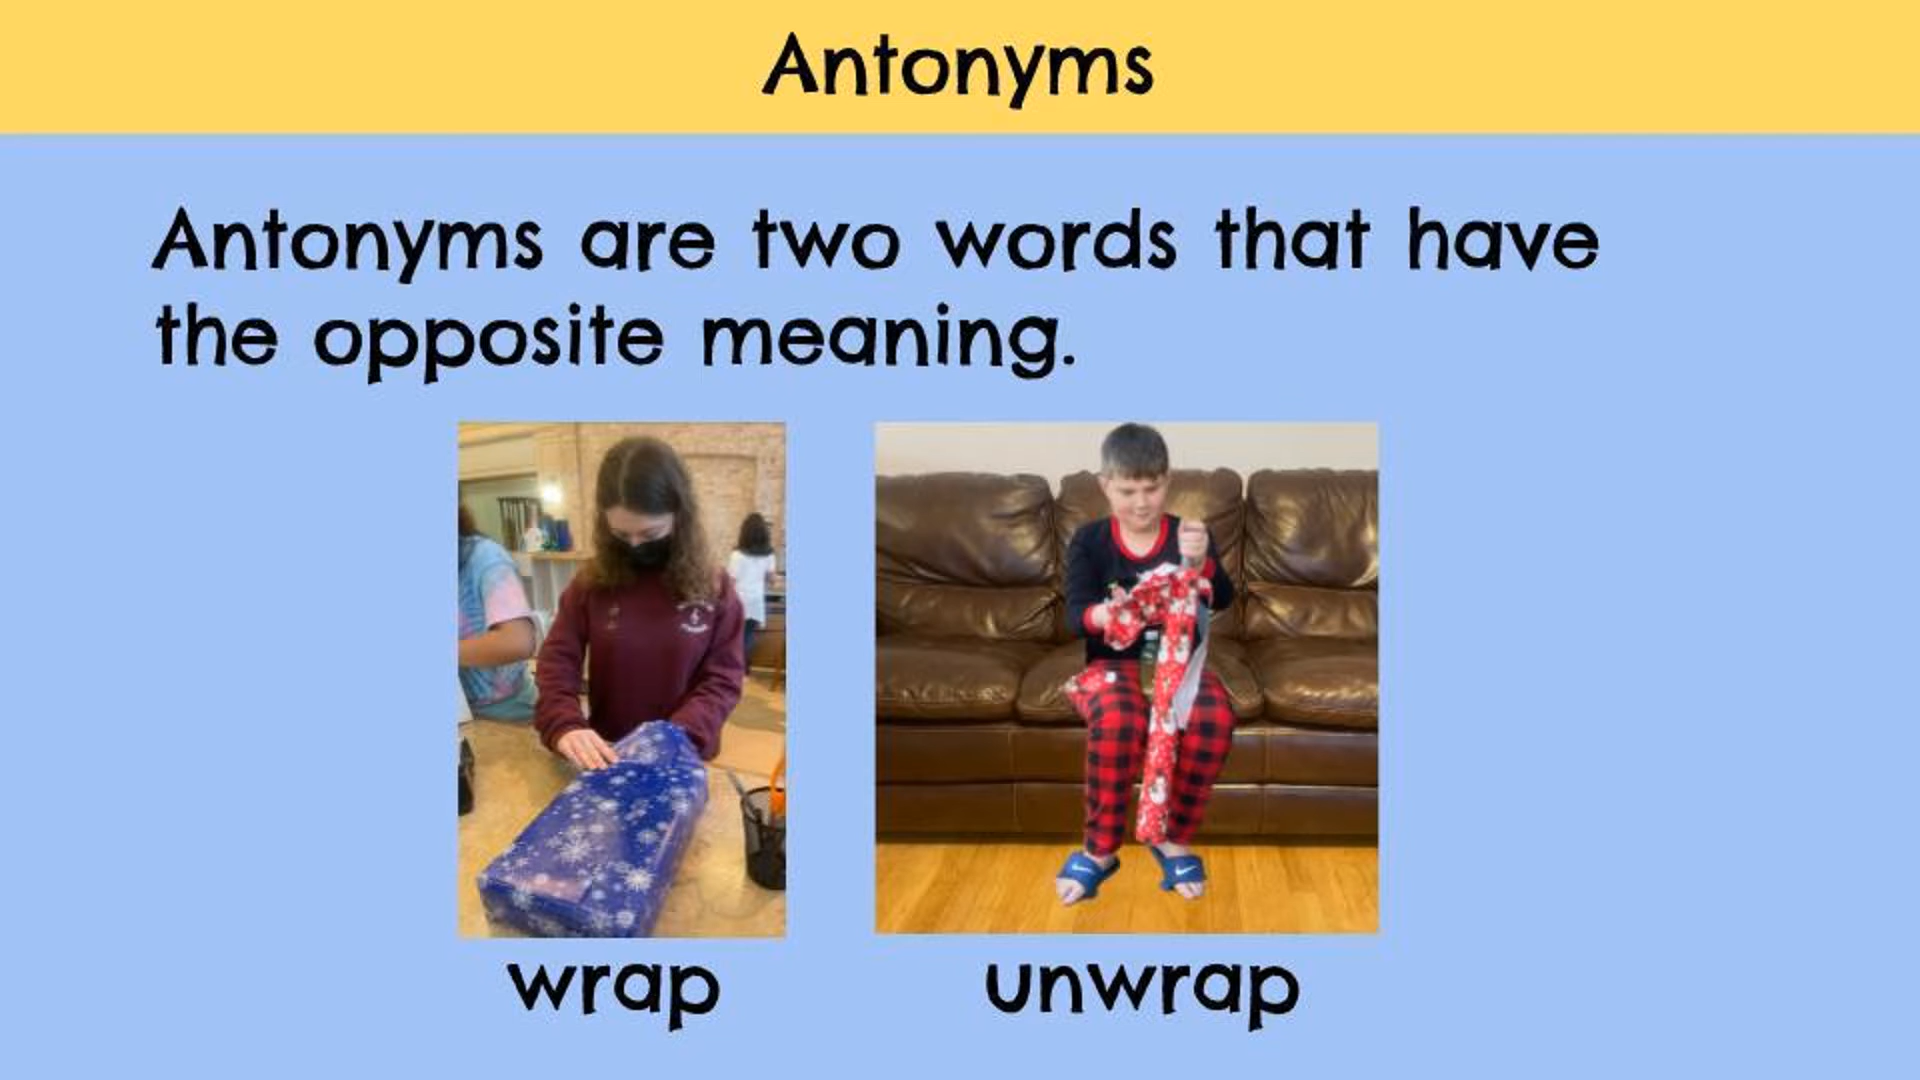 Antonyms
Antonyms are two words that have
the opposite meaning.
wrap
unwrap